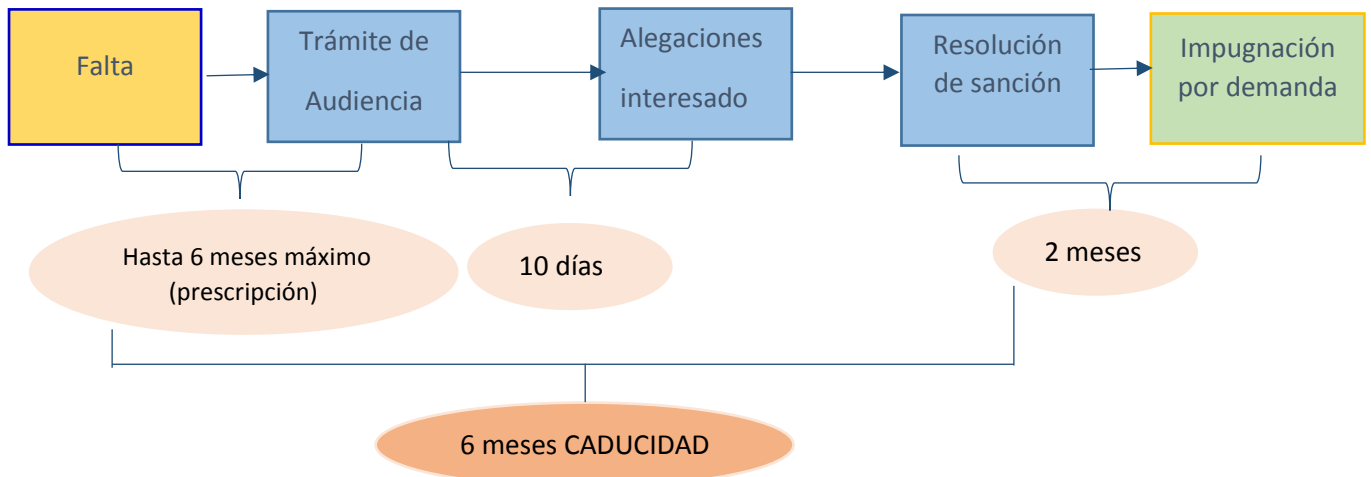 Falta
Trámite de
Audiencia
Alegaciones
interesado
Resolución
de sanción
Impugnación
por demanda
Hasta 6 meses máximo
(prescripción)
10 días
2 meses
6 meses CADUCIDAD